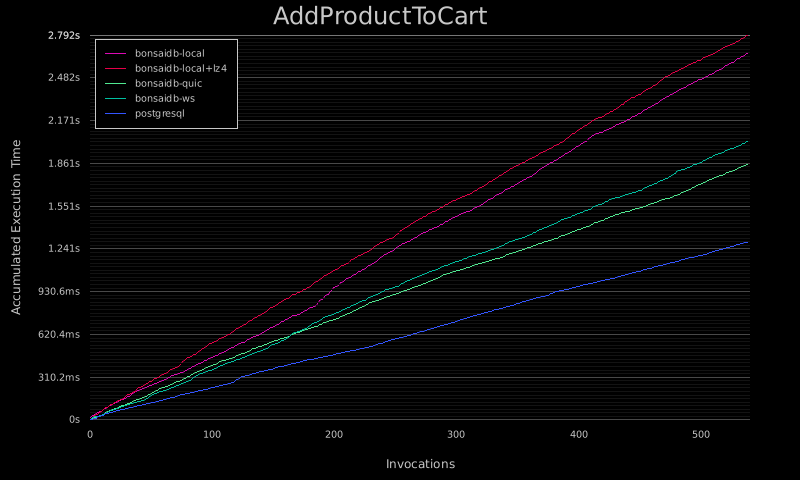 AddProductToCart
2.792s
2.482s
2.171s
1.861s
1.551s
1.241s
930.6ms
620.4ms
310.2ms
0s
Accumulated Execution Time
bonsaidb-local
bonsaidb-local+lz4
bonsaidb-quic
bonsaidb-ws
postgresql
0 100 200 300 400 500
Invocations